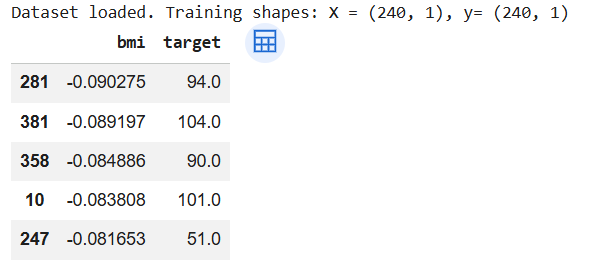 Dataset loaded. Training shapes: X = (240, 1), y= (240, 1)
bmi target
281 -0.090275 94.0
381 -0.089197 104.0
358 -0.084886 90.0
10 -0.083808 101.0
247 -0.081653 51.0